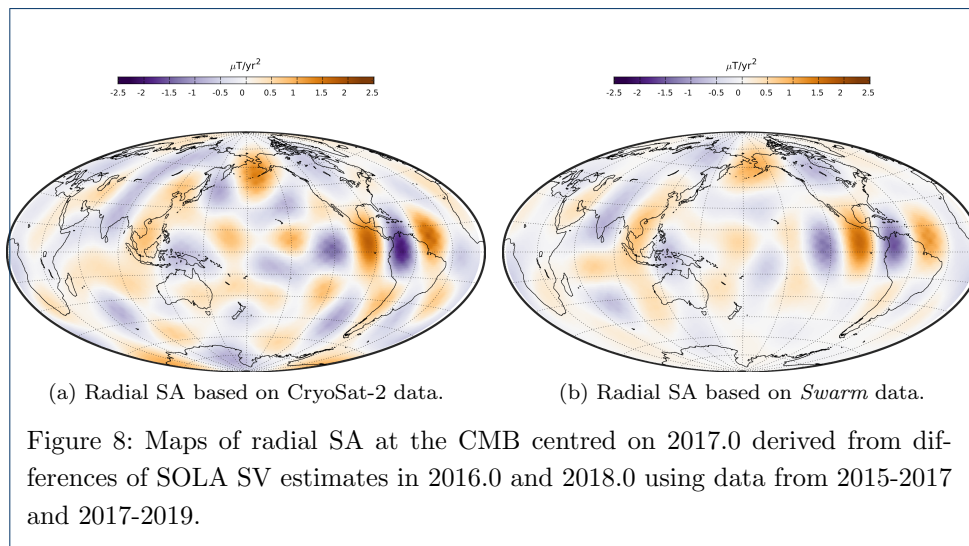 μT/yr²
-2.5 -2 -1.5 -1 -0.5 0 0.5 1 1.5 2 2.5
μT/yr²
-2.5 -2 -1.5 -1 -0.5 0 0.5 1 1.5 2 2.5
(a) Radial SA based on CryoSat-2 data.
(b) Radial SA based on Swarm data.
Figure 8: Maps of radial SA at the CMB centred on 2017.0 derived from dif-
ferences of SOLA SV estimates in 2016.0 and 2018.0 using data from 2015-2017
and 2017-2019.